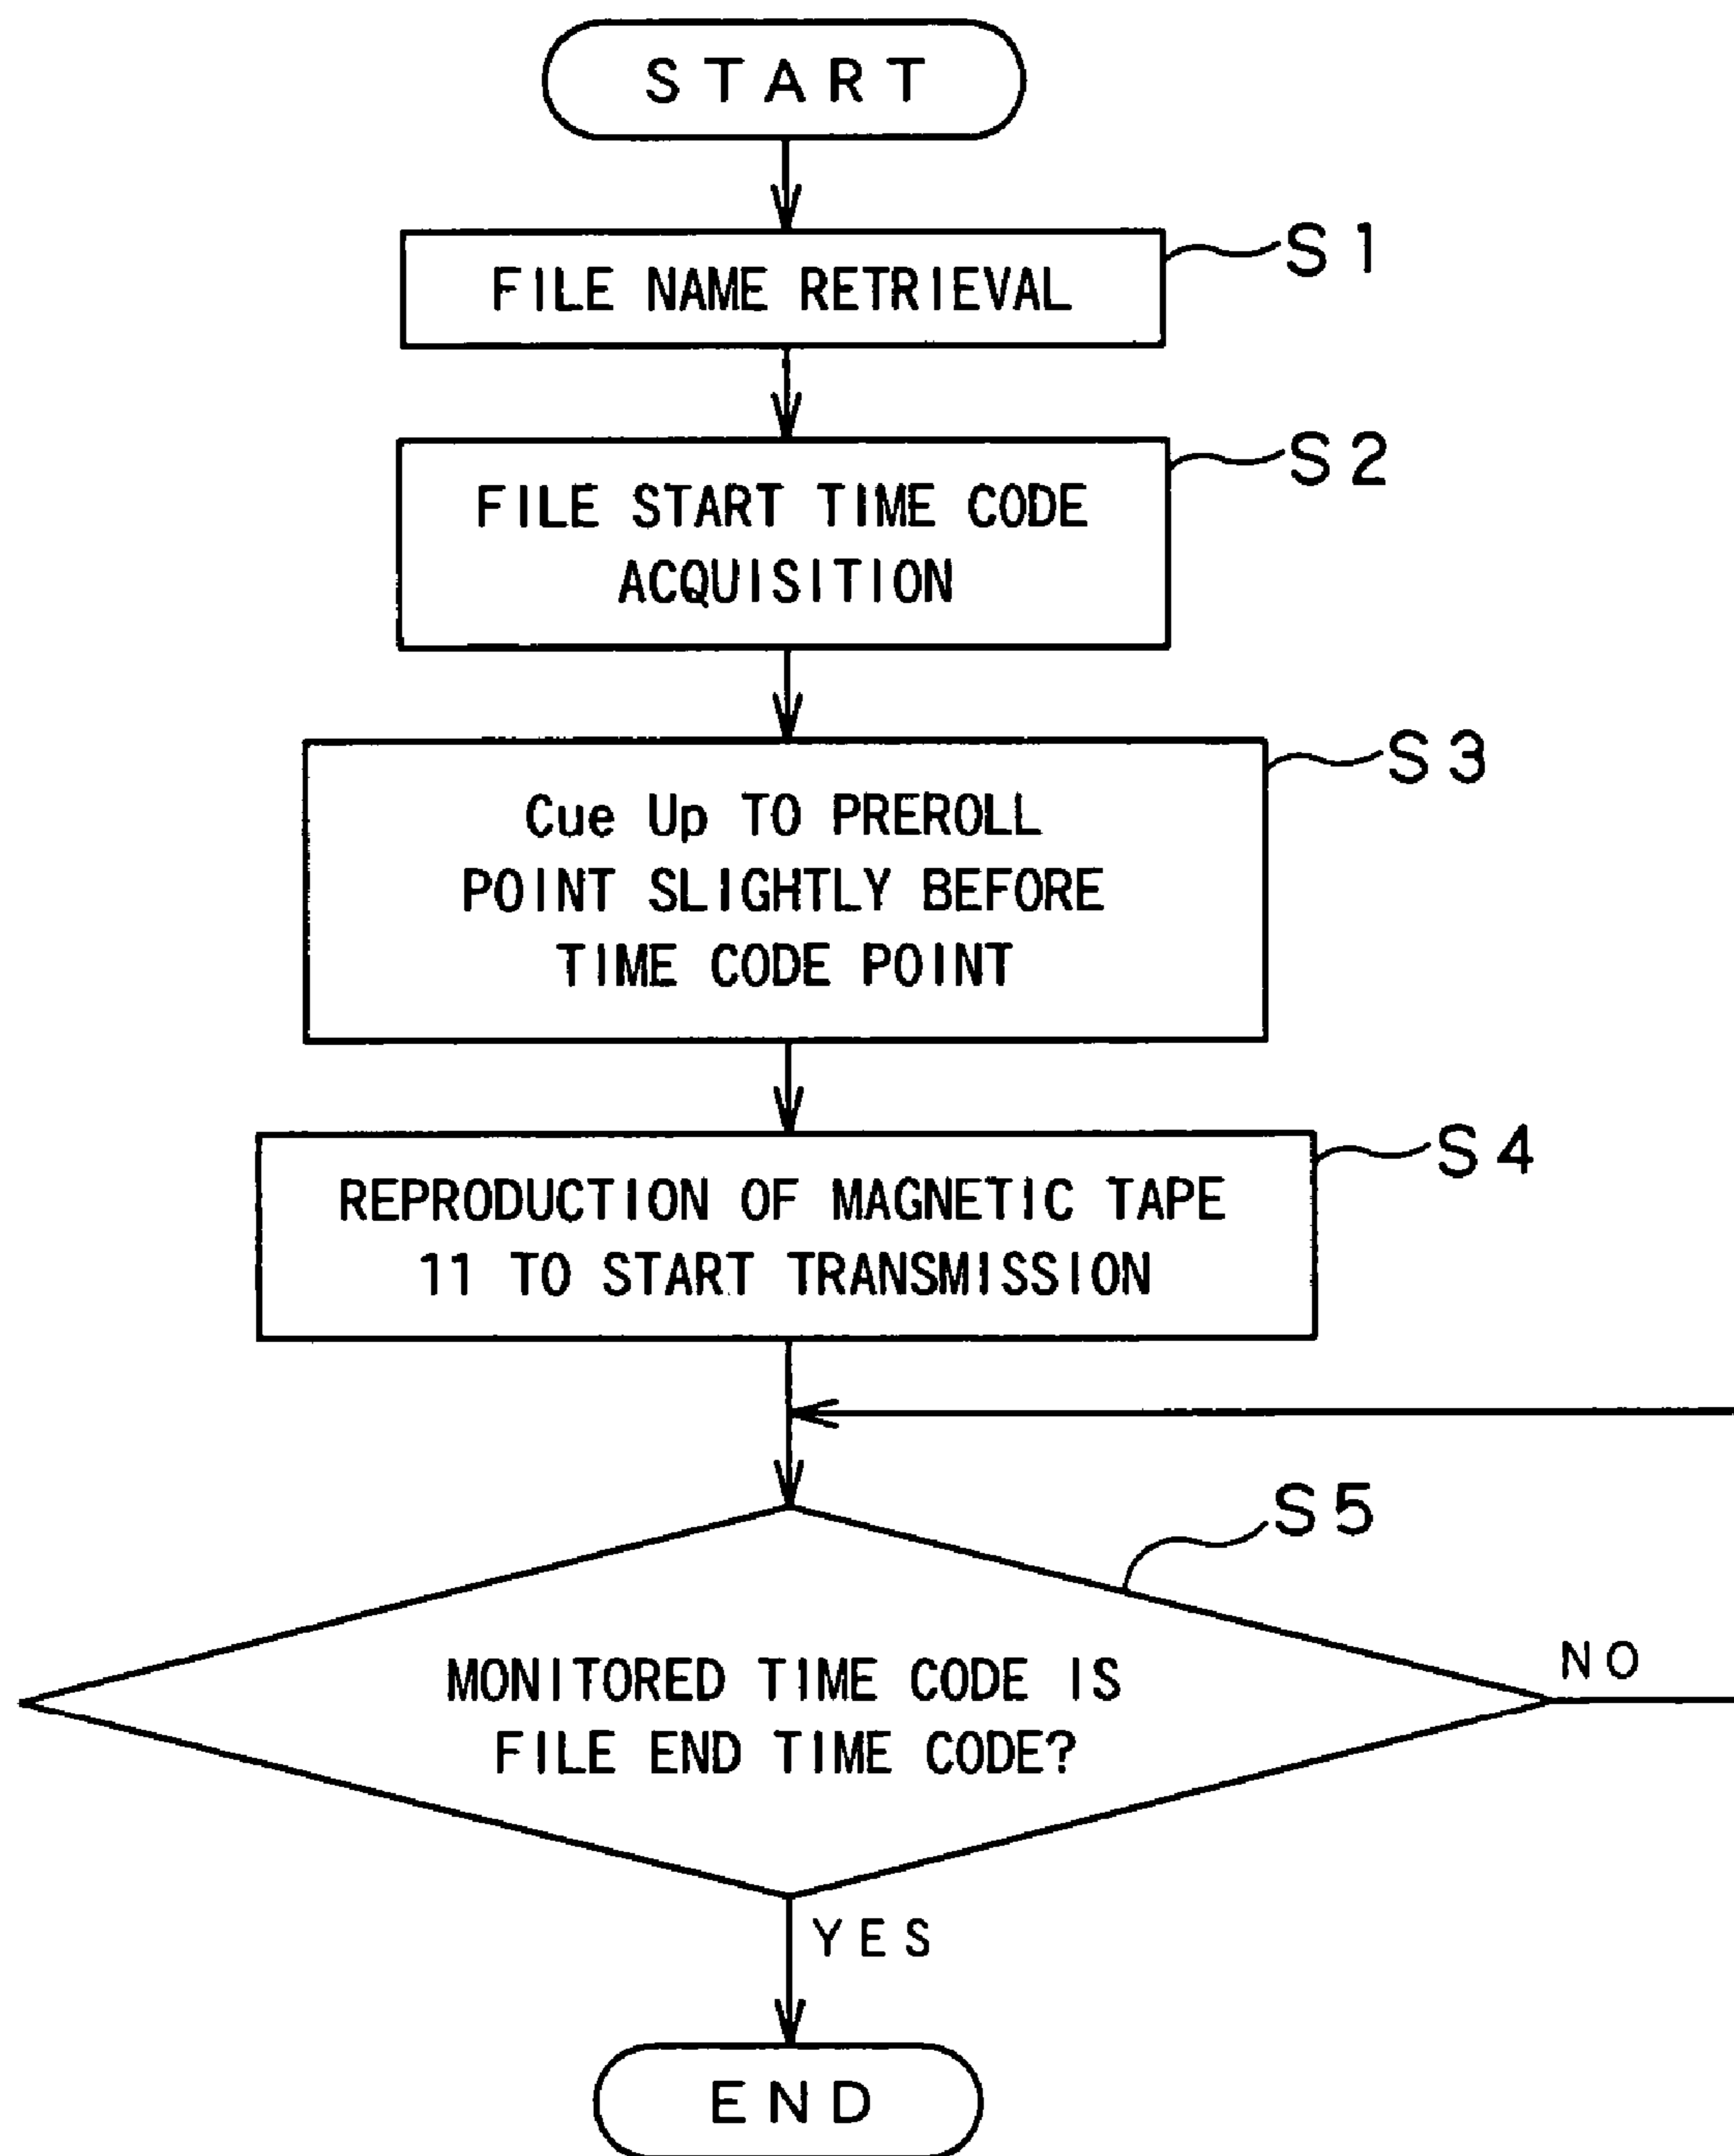 START
S1
FILE NAME RETRIEVAL
S2
FILE START TIME CODE
ACQUISITION
S3
Cue Up TO PREROLL
POINT SLIGHTLY BEFORE
TIME CODE POINT
S4
REPRODUCTION OF MAGNETIC TAPE
11 TO START TRANSMISSION
S5
MONITORED TIME CODE IS
FILE END TIME CODE?
NO
YES
END